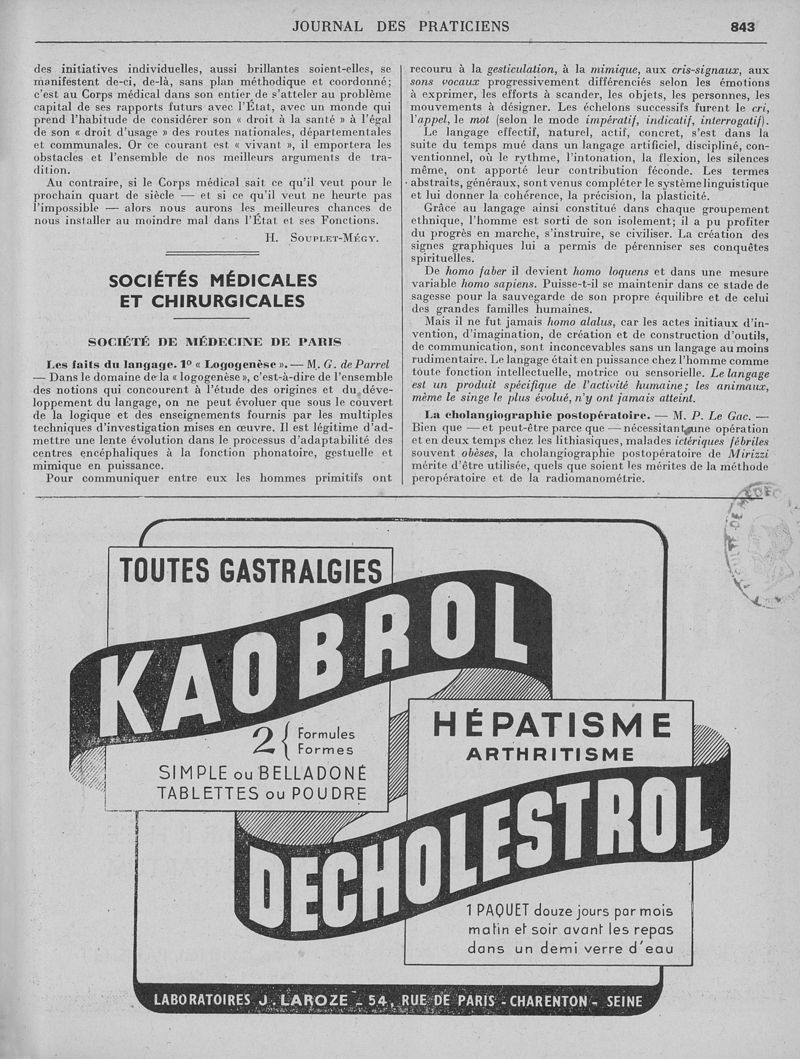 JOURNAL DES PRATICIENS 843
des initiatives individuelles, aussi brillantes soient-elles, se
manifestent de-ci, de-là, sans plan méthodique et coordonné;
c'est au Corps médical dans son entier de s'atteler au problème
capital de ses rapports futurs avec l'État, avec un monde qui
prend l'habitude de considérer son « droit à la santé » à l'égal
de son « droit d'usage » des routes nationales, départementales
et communales. Or ce courant est « vivant », il emportera les
obstacles et l'ensemble de nos meilleurs arguments de tra-
dition.
Au contraire, si le Corps médical sait ce qu'il veut pour le
prochain quart de siècle — et si ce qu'il veut ne heurte pas
l'impossible — alors nous aurons les meilleures chances de
nous installer au moindre mal dans l'État et ses Fonctions.
H. SOUPLET-MÉGY.
SOCIÉTÉS MÉDICALES
ET CHIRURGICALES
SOCIÉTÉ DE MÉDECINE DE PARIS
Les faits du langage. 1º « Logogenèse ». — M. G. de Parrel
— Dans le domaine de la « logogenèse », c'est-à-dire de l'ensemble
des notions qui concourent à l'étude des origines et du déve-
loppement du langage, on ne peut évoluer que sous le couvert
de la logique et des enseignements fournis par les multiples
techniques d'investigation mises en œuvre. Il est légitime d'ad-
mettre une lente évolution dans le processus d'adaptabilité des
centres encéphaliques à la fonction phonatoire, gestuelle et
mimique en puissance.
Pour communiquer entre eux les hommes primitifs ont
recouru à la gesticulation, à la mimique, aux cris-signaux, aux
sons vocaux progressivement différenciés selon les émotions
à exprimer, les efforts à scander, les objets, les personnes, les
mouvements à désigner. Les échelons successifs furent le cri,
l'appel, le mot (selon le mode impératif, indicatif, interrogatif).
Le langage effectif, naturel, actif, concret, s'est dans la
suite du temps mué dans un langage artificiel, discipliné, con-
ventionnel, où le rythme, l'intonation, la flexion, les silences
même, ont apporté leur contribution féconde. Les termes
abstraits, généraux, sont venus compléter le système linguistique
et lui donner la cohérence, la précision, la plasticité.
Grâce au langage ainsi constitué dans chaque groupement
ethnique, l'homme est sorti de son isolement; il a pu profiter
du progrès en marche, s'instruire, se civiliser. La création des
signes graphiques lui a permis de pérenniser ses conquêtes
spirituelles.
De homo faber il devient homo loquens et dans une mesure
variable homo sapiens. Puisse-t-il se maintenir dans ce stade de
sagesse pour la sauvegarde de son propre équilibre et de celui
des grandes familles humaines.
Mais il ne fut jamais homo alalus, car les actes initiaux d'in-
vention, d'imagination, de création et de construction d'outils,
de communication, sont inconcevables sans un langage au moins
rudimentaire. Le langage était en puissance chez l'homme comme
toute fonction intellectuelle, motrice ou sensorielle. Le langage
est un produit spécifique de l'activité humaine; les animaux,
même le singe le plus évolué, n'y ont jamais atteint.
La cholangiographie postopératoire. — M. P. Le Gac. —
Bien que — et peut-être parce que — nécessitant une opération
et en deux temps chez les lithiasiques, malades ictériques fébriles
souvent obèses, la cholangiographie postopératoire de Mirizzi
mérite d'être utilisée, quels que soient les mérites de la méthode
peropératoire et de la radiomanométrie.
TOUTES GASTRALGIES
KAOBROL
2 { Formules
Formes
SIMPLE ou BELLADONÉ
TABLETTES ou POUDRE
HÉPATISME
ARTHRITISME
DECHOLESTROL
1 PAQUET douze jours par mois
matin et soir avant les repas
dans un demi verre d'eau
LABORATOIRES J. LAROZE - 54, RUE DE PARIS - CHARENTON - SEINE